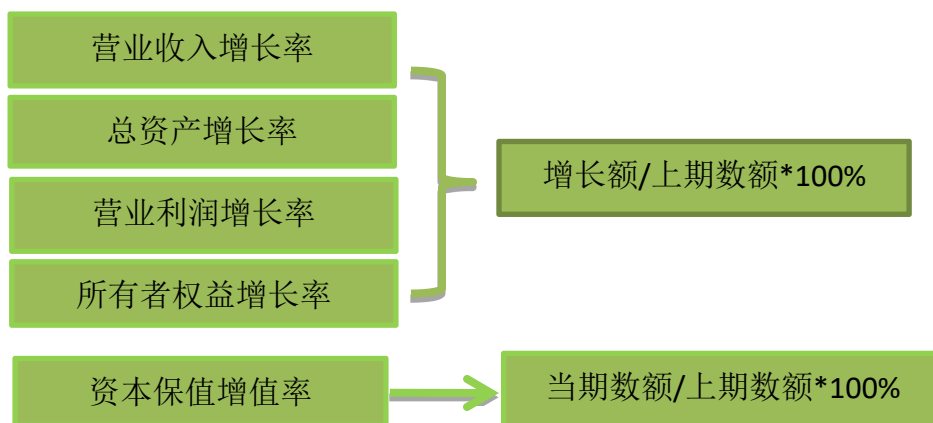 营业收入增长率
总资产增长率
营业利润增长率
所有者权益增长率
增长额/上期数额*100%
资本保值增值率
当期数额/上期数额*100%